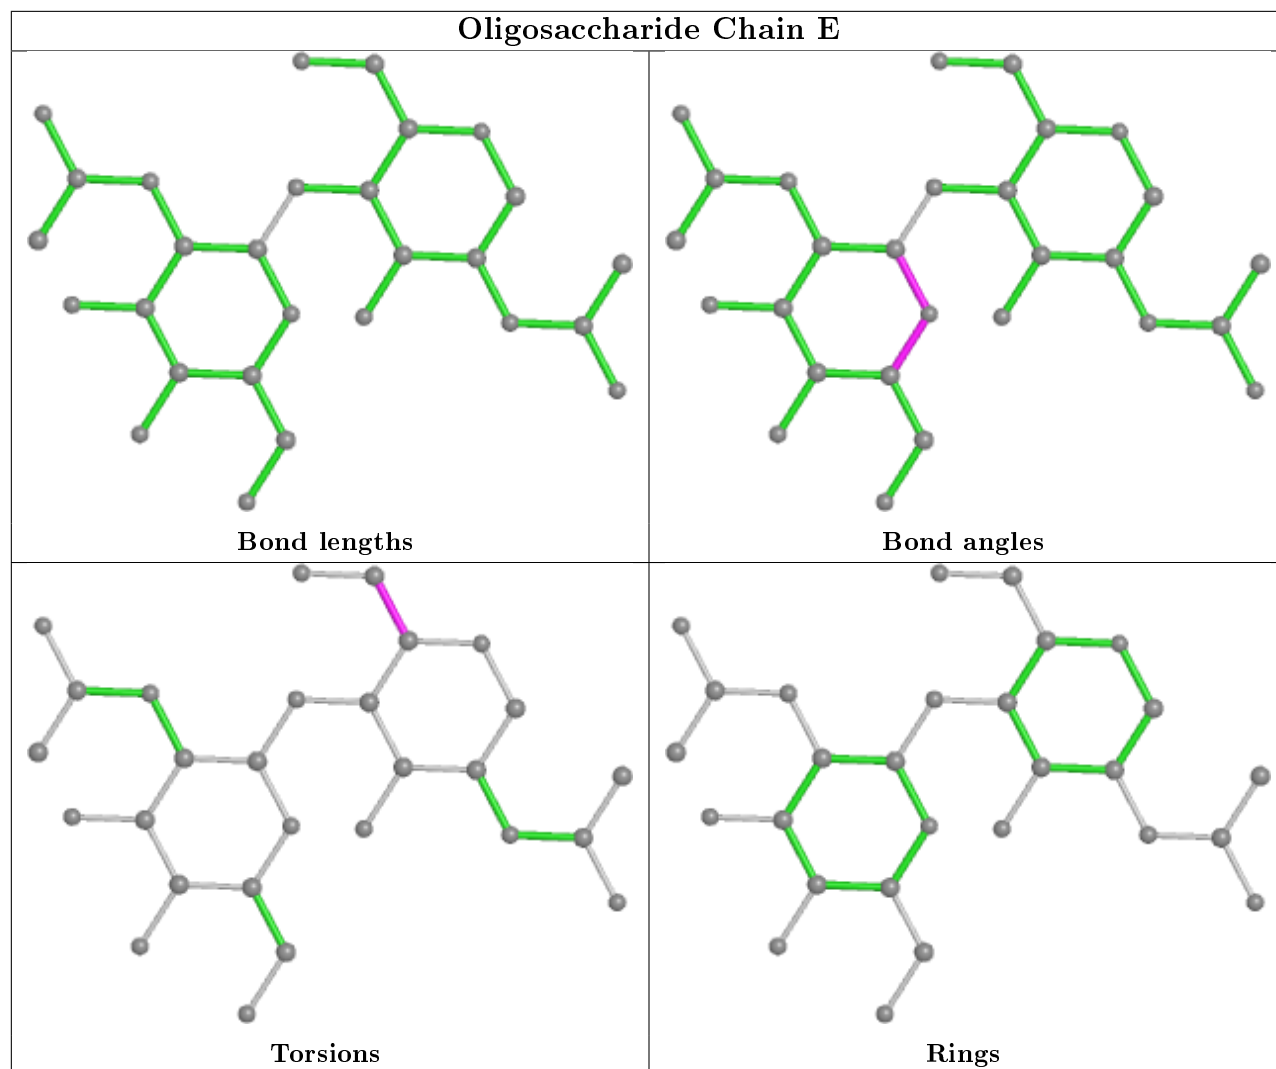 Oligosaccharide Chain E
Bond lengths
Bond angles
Torsions
Rings